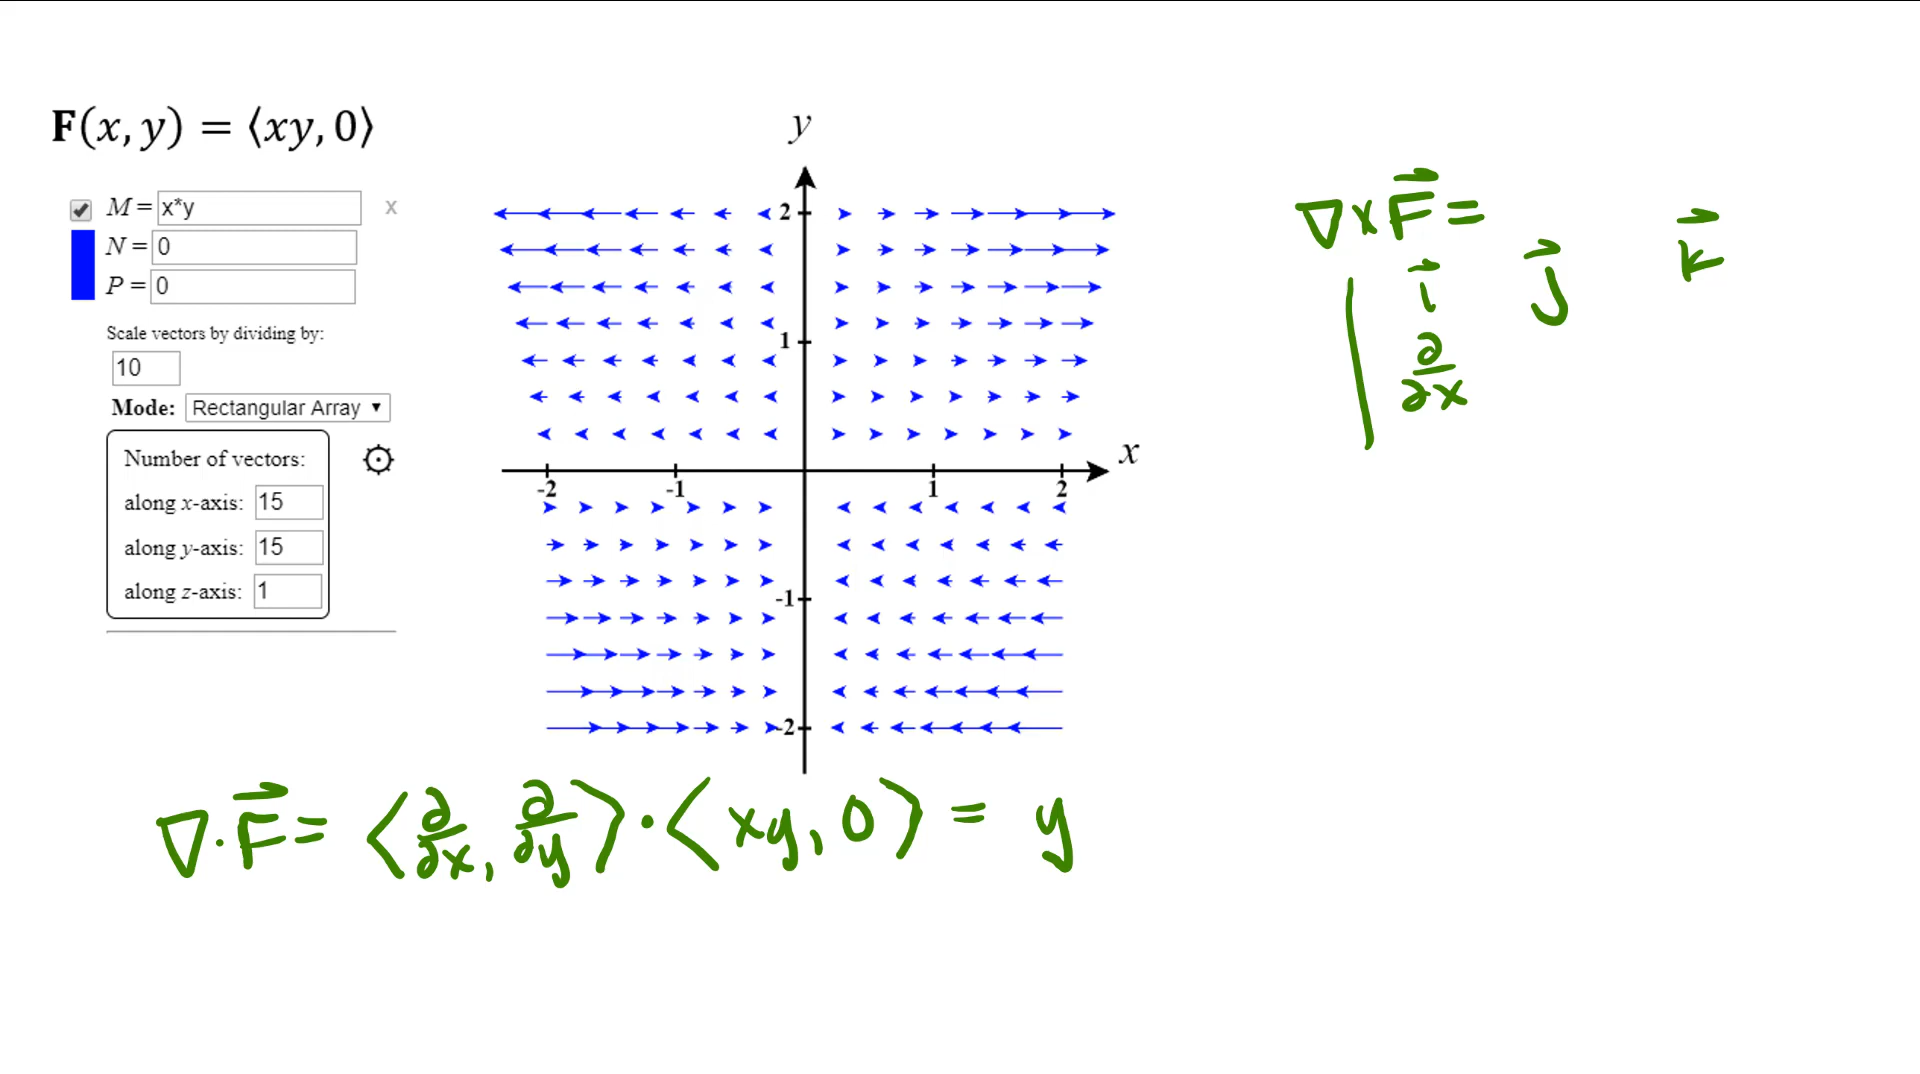 𝐅(x, y) = ⟨xy, 0⟩
M = x*y x
N = 0
P = 0
Scale vectors by dividing by:
10
Mode: Rectangular Array ▼
Number of vectors:
along x-axis: 15
along y-axis: 15
along z-axis: 1
y
2
1
x
-2 -1 1 2
-1
-2
∇ × F⃗ =
| i⃗ j⃗ k⃗
∂/∂x
∇ · F⃗ = ⟨∂/∂x, ∂/∂y⟩ · ⟨xy, 0⟩ = y